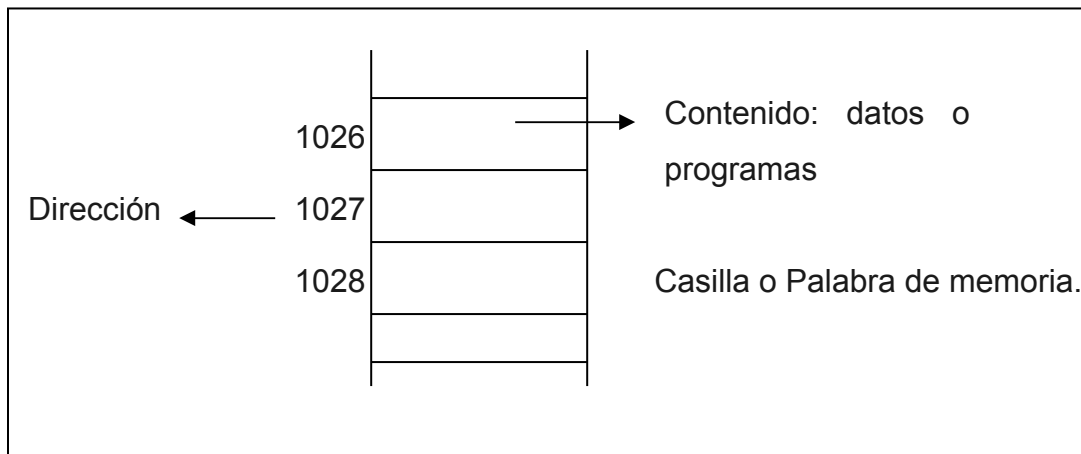 1026
Contenido: datos o
programas
Dirección
1027
1028
Casilla o Palabra de memoria.